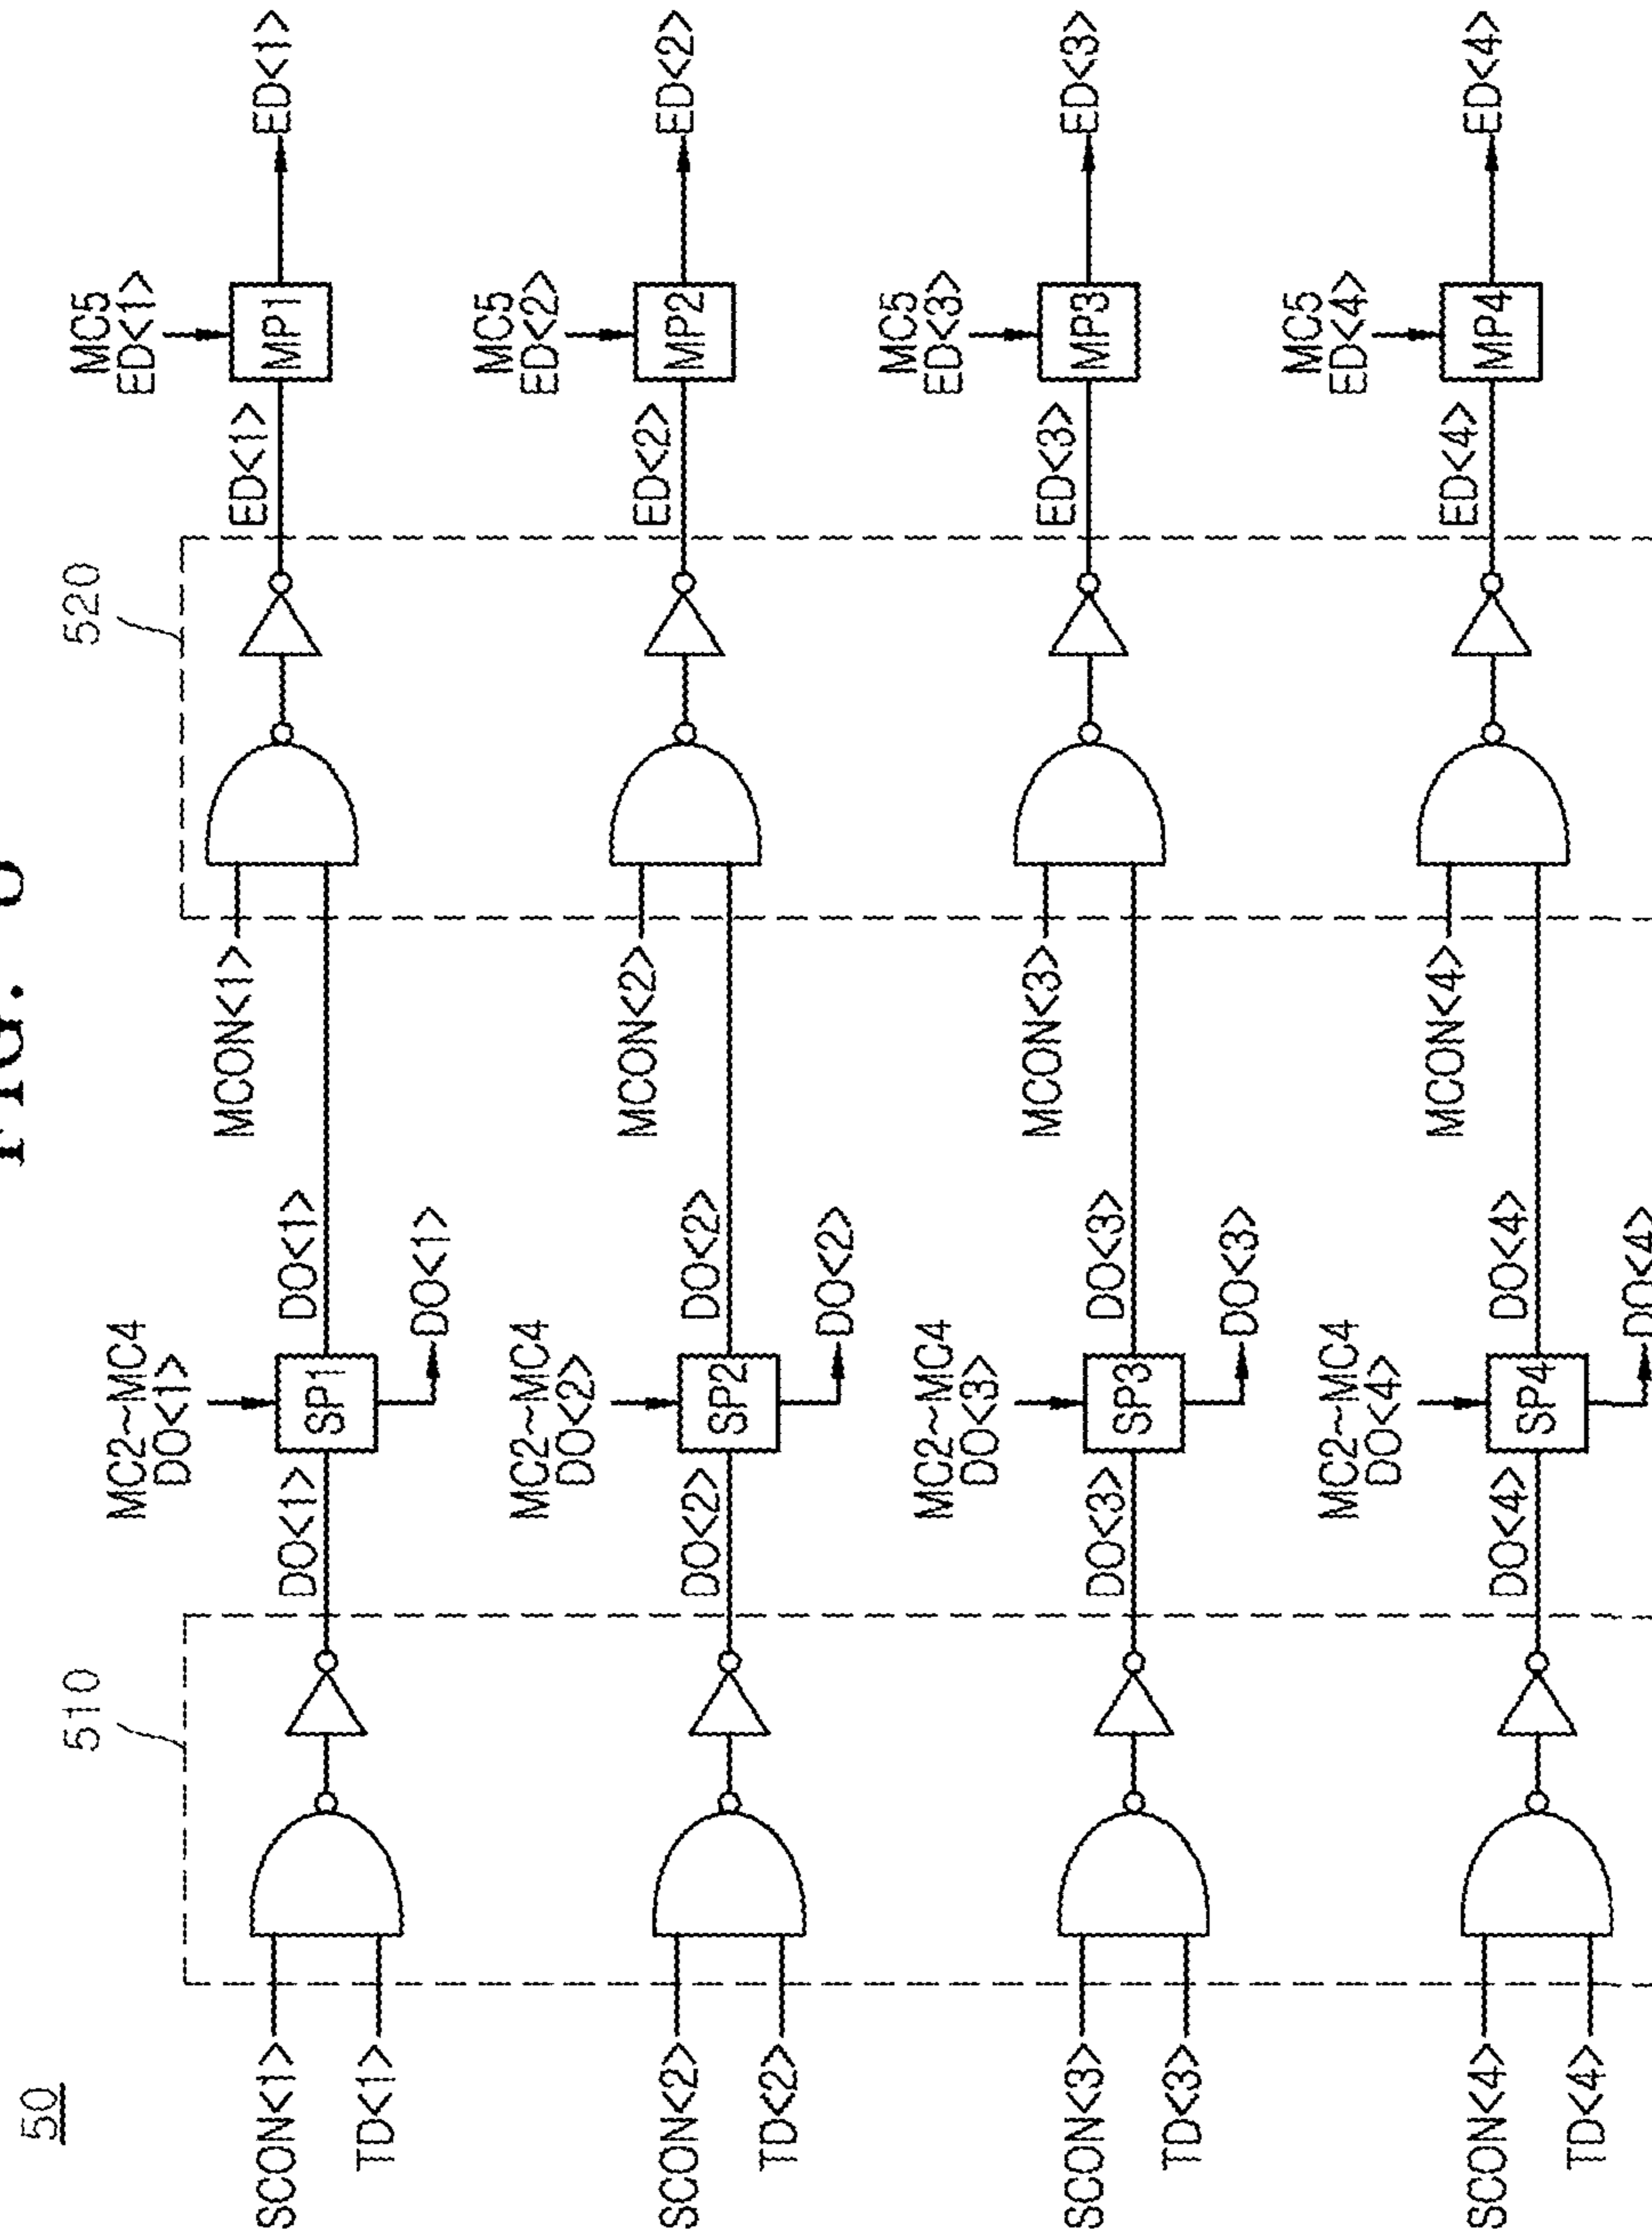 FIG.
50
510
520
MC2~MC4
DO<1>
MC5
ED<1>
SCON<1>
TD<1>
DO<1>
SP1
DO<1>
DO<1>
MCON<1>
ED<1>
MP1
ED<1>
MC2~MC4
DO<2>
MC5
ED<2>
SCON<2>
TD<2>
DO<2>
SP2
DO<2>
DO<2>
MCON<2>
ED<2>
MP2
ED<2>
MC2~MC4
DO<3>
MC5
ED<3>
SCON<3>
TD<3>
DO<3>
SP3
DO<3>
DO<3>
MCON<3>
ED<3>
MP3
ED<3>
MC2~MC4
DO<4>
MC5
ED<4>
SCON<4>
TD<4>
DO<4>
SP4
DO<4>
DO<4>
MCON<4>
ED<4>
MP4
ED<4>